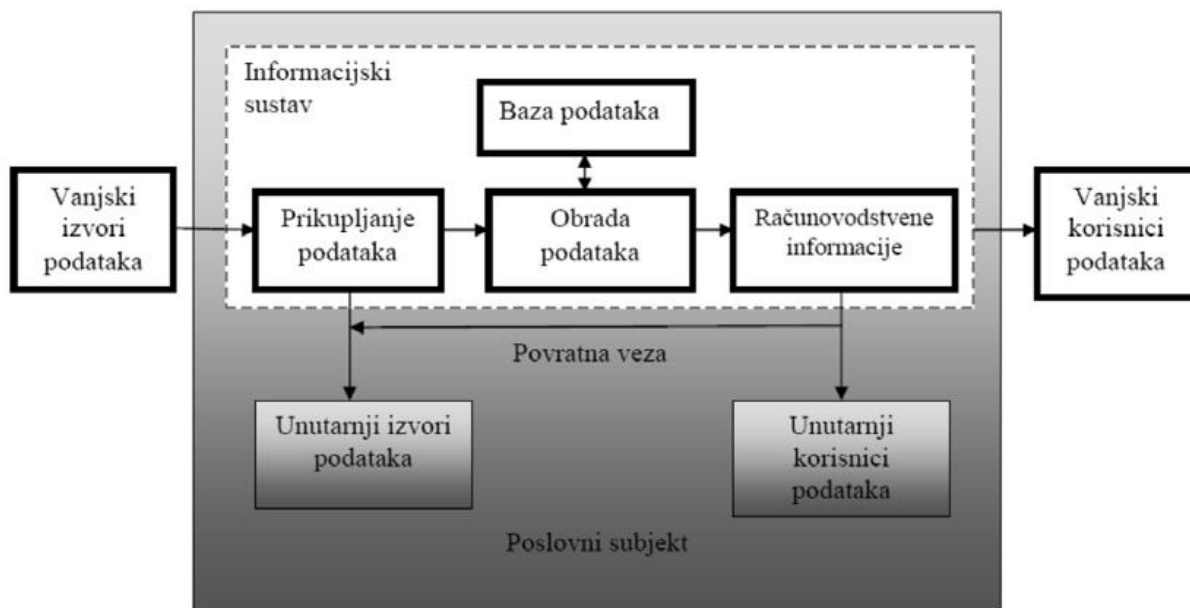 Informacijski
sustav
Baza podataka
Vanjski
izvori
podataka
Prikupljanje
podataka
Obrada
podataka
Računovodstvene
informacije
Vanjski
korisnici
podataka
Povratna veza
Unutarnji izvori
podataka
Unutarnji
korisnici
podataka
Poslovni subjekt